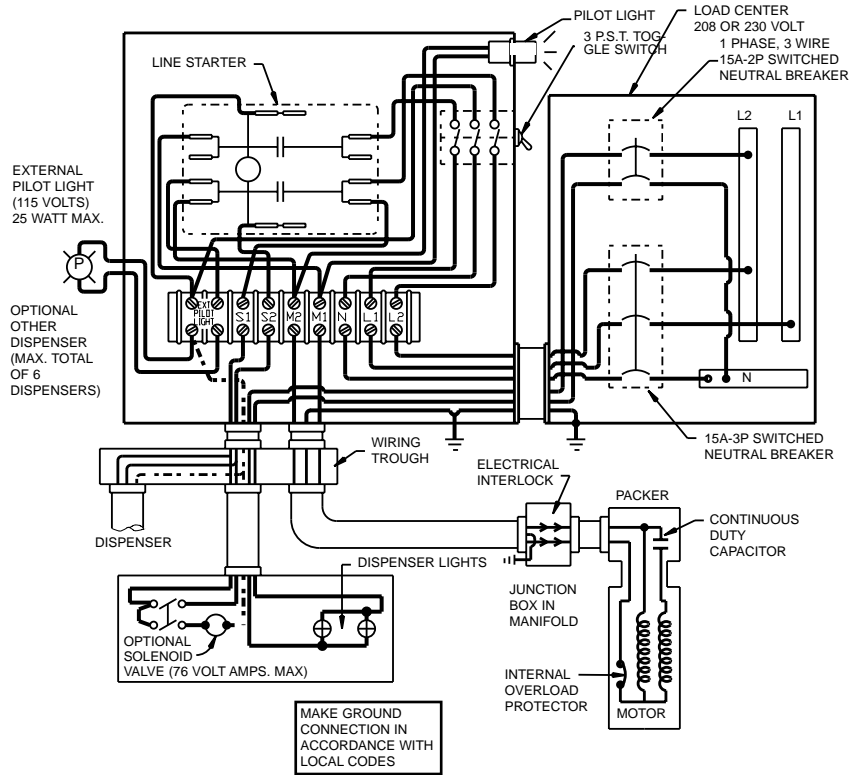 PILOT LIGHT
3 P.S.T. TOG-
GLE SWITCH
LOAD CENTER
208 OR 230 VOLT
1 PHASE, 3 WIRE
15A-2P SWITCHED
NEUTRAL BREAKER
LINE STARTER
L2
L1
EXTERNAL
PILOT LIGHT
(115 VOLTS)
25 WATT MAX.
P
OPTIONAL
OTHER
DISPENSER
(MAX. TOTAL
OF 6
DISPENSERS)
EXT
PILOT
LIGHT
S1
S2
M2
M1
N
L1
L2
N
15A-3P SWITCHED
NEUTRAL BREAKER
WIRING
TROUGH
ELECTRICAL
INTERLOCK
PACKER
CONTINUOUS
DUTY
CAPACITOR
DISPENSER
DISPENSER LIGHTS
JUNCTION
BOX IN
MANIFOLD
OPTIONAL
SOLENOID
VALVE (76 VOLT AMPS. MAX)
INTERNAL
OVERLOAD
PROTECTOR
MOTOR
MAKE GROUND
CONNECTION IN
ACCORDANCE WITH
LOCAL CODES